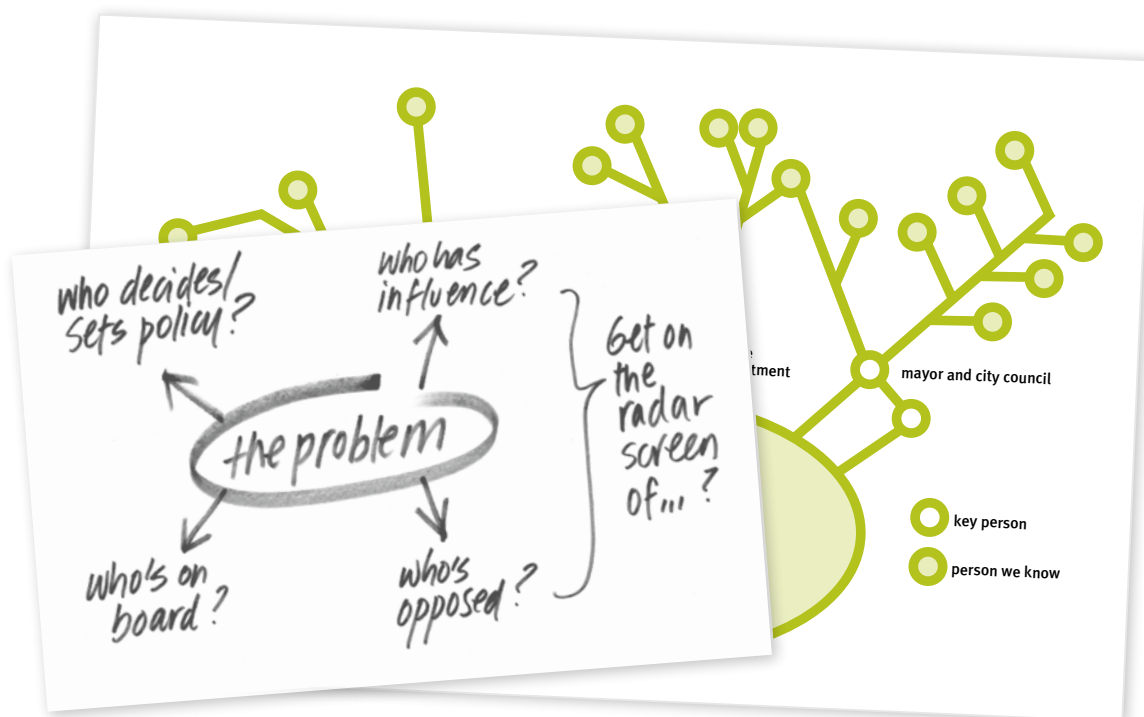 who decides/
sets policy?
who has
influence?
the problem
who's on
board?
who's
opposed?
Get on
the
radar
screen
of...?
tment
mayor and city council
key person
person we know